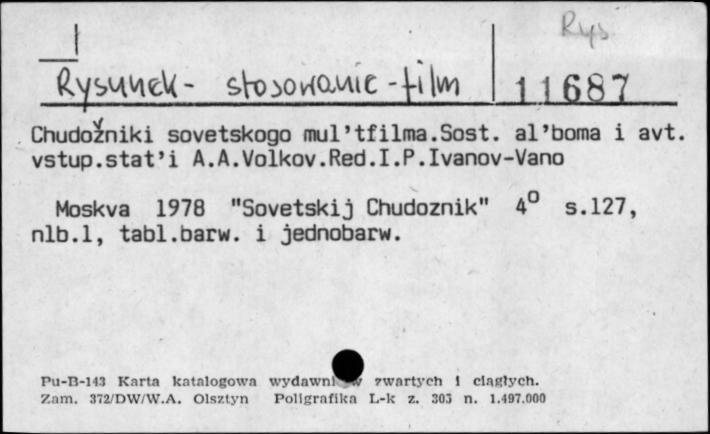 Rys
Rysunek - stosowanie - film 11687
Chudožniki sovetskogo mul'tfilma.Sost. al'boma i avt.
vstup.stat'i A.A.Volkov.Red.I.P.Ivanov-Vano
Moskva 1978 "Sovetskij Chudoznik" 4° s.127,
nlb.1, tabl.barw. i jednobarw.
Pu-B-143 Karta katalogowa wydawni w zwartych i ciągłych.
Zam. 372/DW/W.A. Olsztyn Poligrafika L-k z. 303 n. 1.497.000